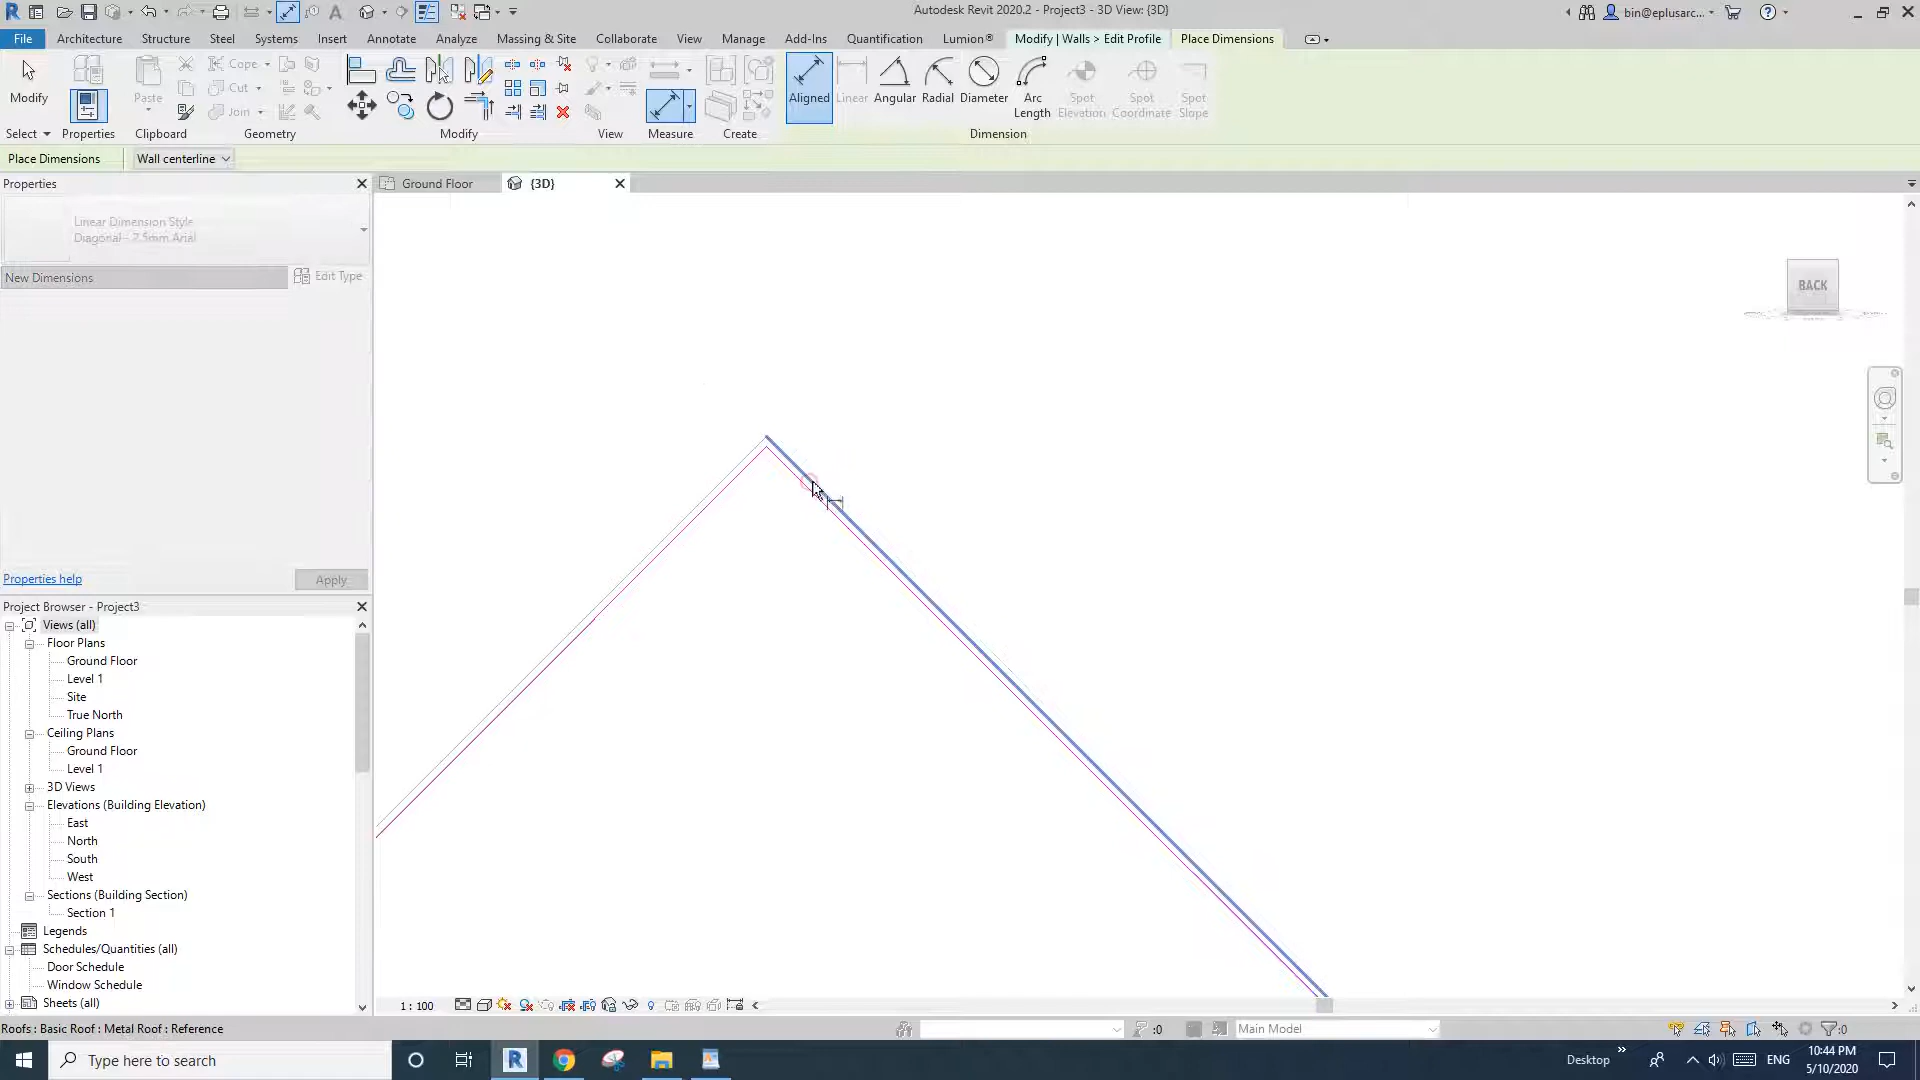 Autodesk Revit 2020.2 - Project3 - 3D View: {3D}
bin@eplusarc...
File Architecture Structure Steel Systems Insert Annotate Analyze Massing & Site Collaborate View Manage Add-Ins Quantification Lumion® Modify | Walls > Edit Profile Place Dimensions
Modify
Select
Properties
Paste
Clipboard
Cope
Cut
Join
Geometry
Modify
View
Measure
Create
Aligned
Linear
Angular
Radial
Diameter
Arc
Length
Spot
Elevation
Spot
Coordinate
Spot
Slope
Dimension
Place Dimensions
Wall centerline
Properties
Ground Floor
{3D}
Linear Dimension Style
Diagonal - 2.5mm Arial
New Dimensions
Edit Type
BACK
Properties help
Apply
Project Browser - Project3
Views (all)
Floor Plans
Ground Floor
Level 1
Site
True North
Ceiling Plans
Ground Floor
Level 1
3D Views
Elevations (Building Elevation)
East
North
South
West
Sections (Building Section)
Section 1
Legends
Schedules/Quantities (all)
Door Schedule
Window Schedule
Sheets (all)
1 : 100
Roofs : Basic Roof : Metal Roof : Reference
:0
Main Model
:0
Type here to search
Desktop
ENG
10:44 PM
5/10/2020